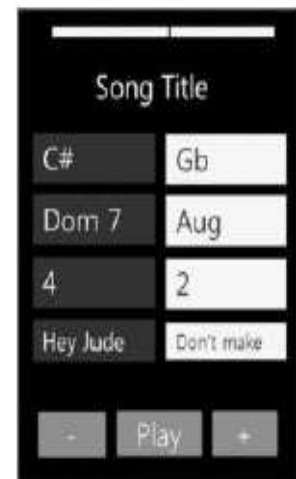 Song Title
C# Gb
Dom 7 Aug
4 2
Hey Jude Don't make
- Play +